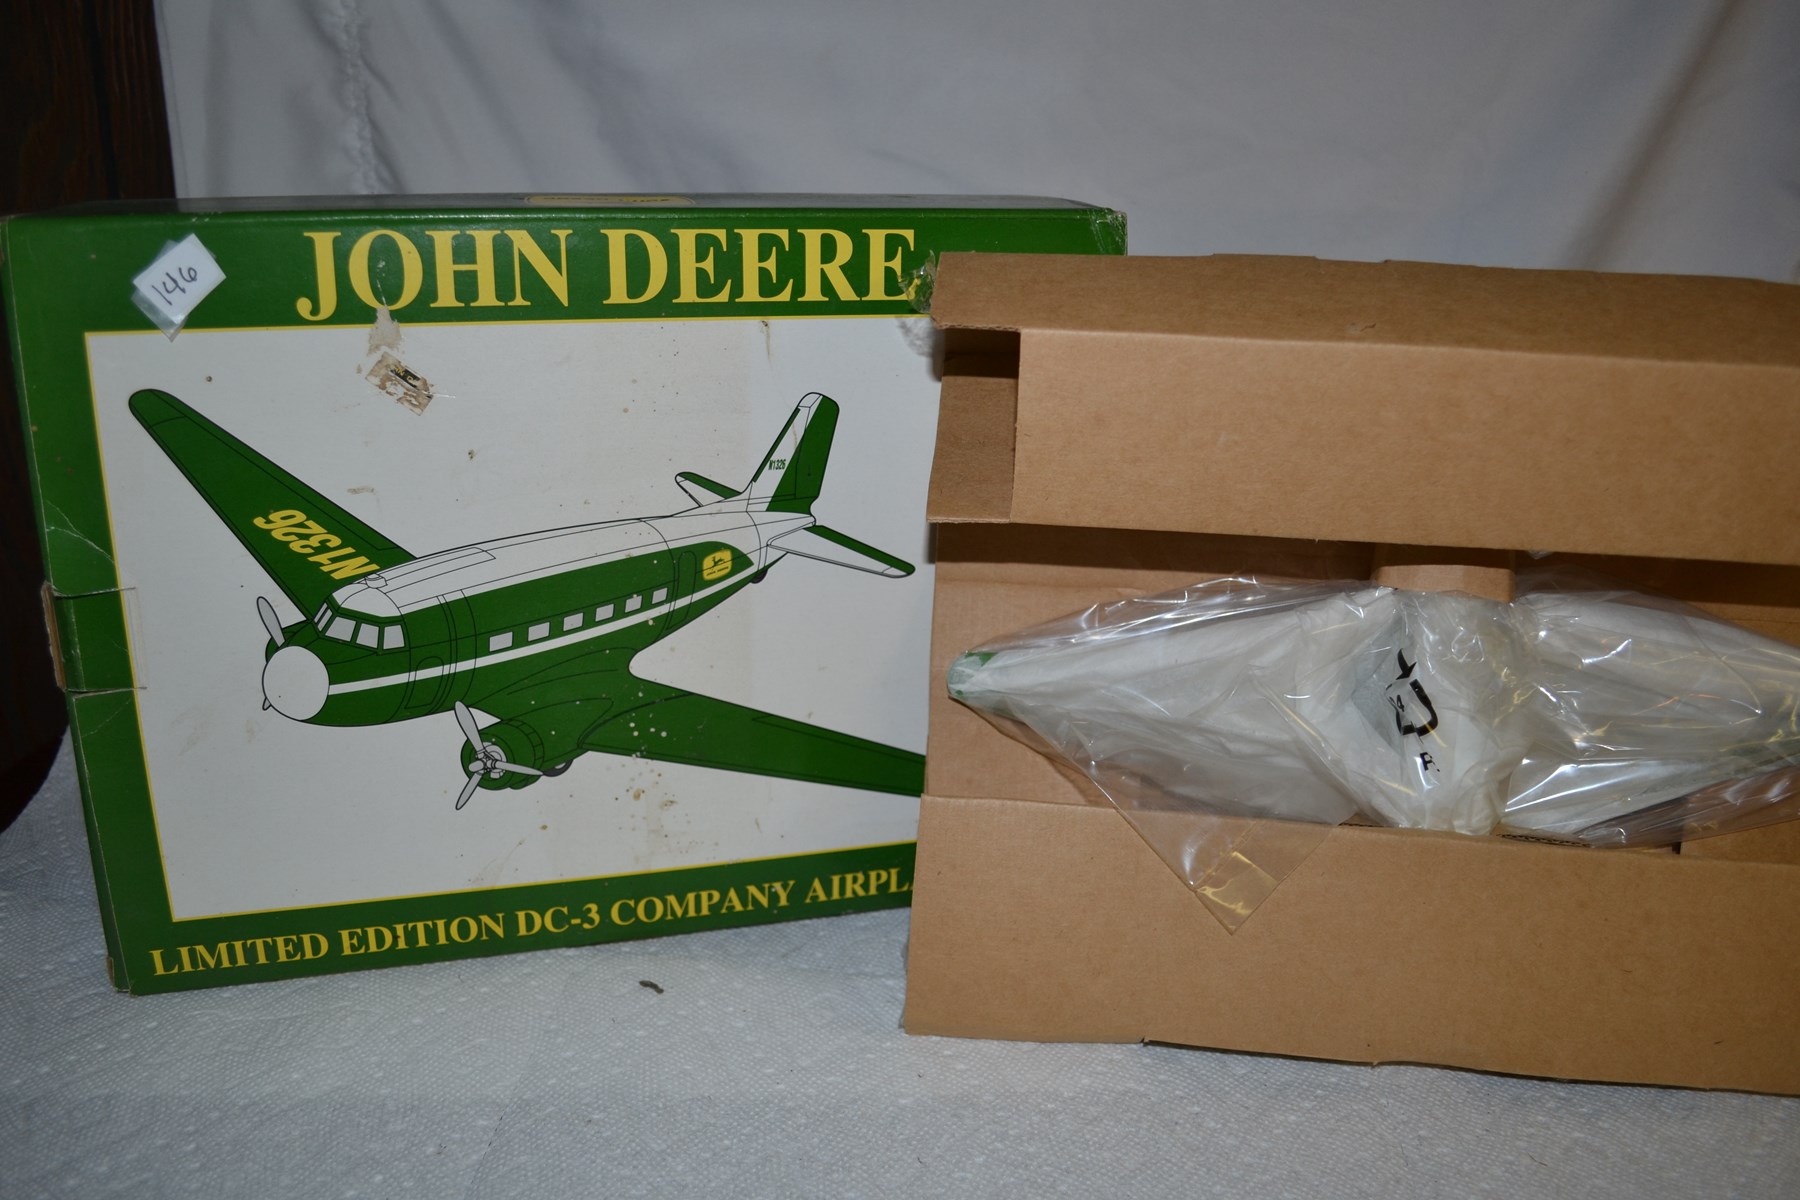 146
JOHN DEERE
N1326
N1326
LIMITED EDITION DC-3 COMPANY AIRPLA